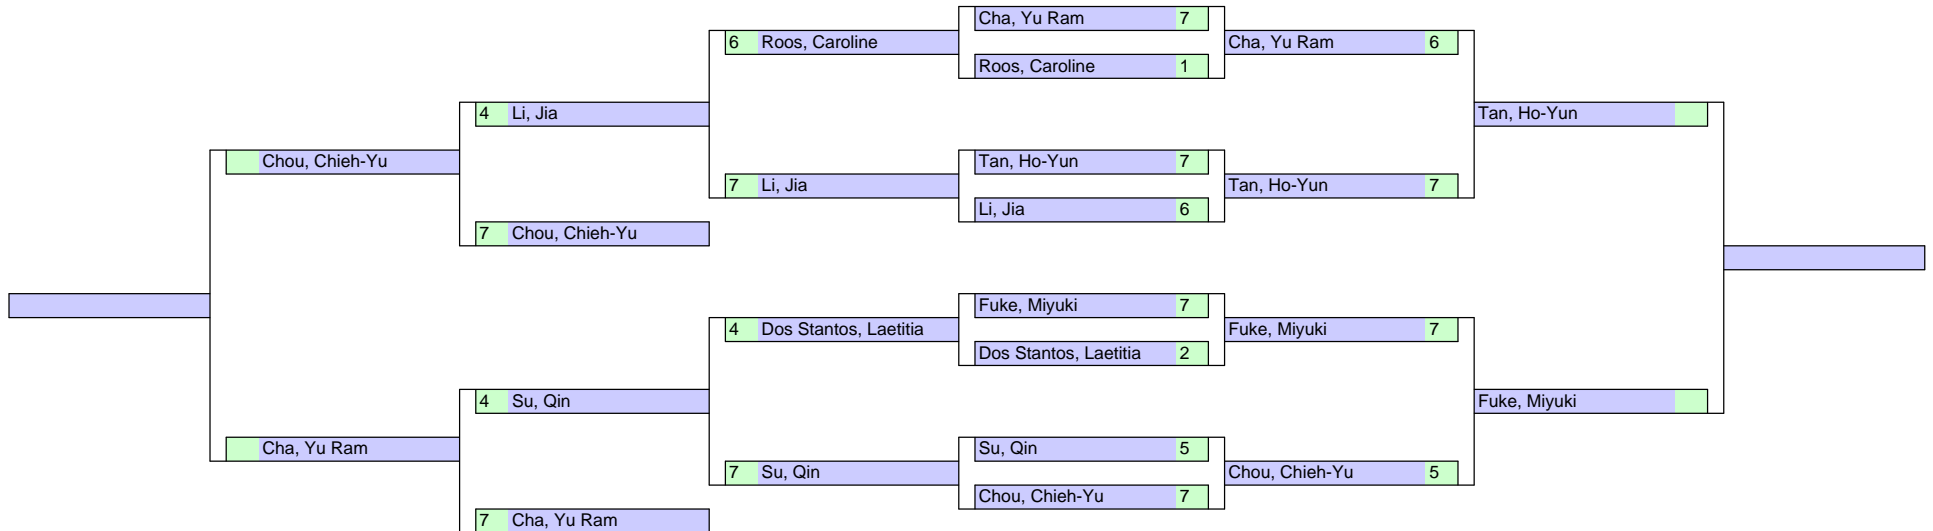 Cha, Yu Ram 7
6 Roos, Caroline Cha, Yu Ram 6
Roos, Caroline 1
4 Li, Jia Tan, Ho-Yun
Chou, Chieh-Yu Tan, Ho-Yun 7
7 Li, Jia Tan, Ho-Yun 7
Li, Jia 6
7 Chou, Chieh-Yu
Fuke, Miyuki 7
4 Dos Stantos, Laetitia Fuke, Miyuki 7
Dos Stantos, Laetitia 2
4 Su, Qin Fuke, Miyuki
Cha, Yu Ram Su, Qin 5
7 Su, Qin Chou, Chieh-Yu 5
Chou, Chieh-Yu 7
7 Cha, Yu Ram